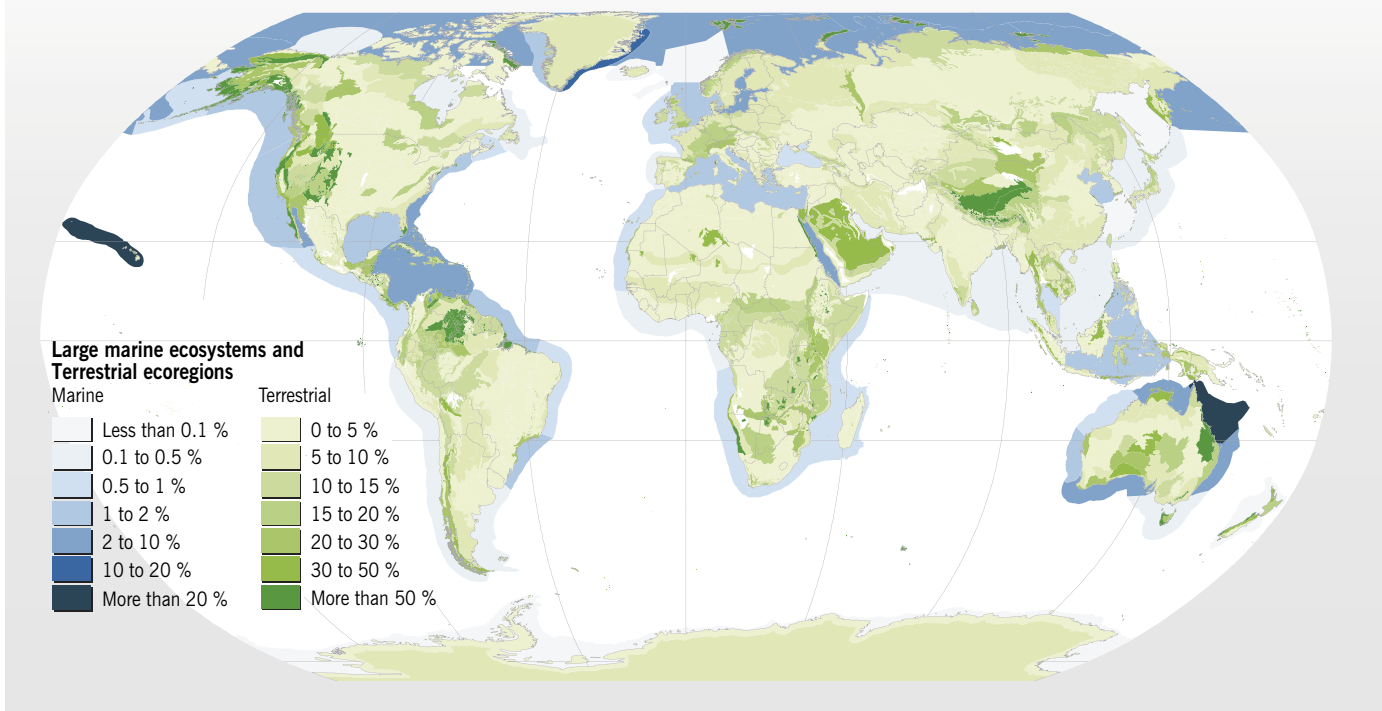 Large marine ecosystems and
Terrestrial ecoregions
Marine
Less than 0.1 %
0.1 to 0.5 %
0.5 to 1 %
1 to 2 %
2 to 10 %
10 to 20 %
More than 20 %
Terrestrial
0 to 5 %
5 to 10 %
10 to 15 %
15 to 20 %
20 to 30 %
30 to 50 %
More than 50 %